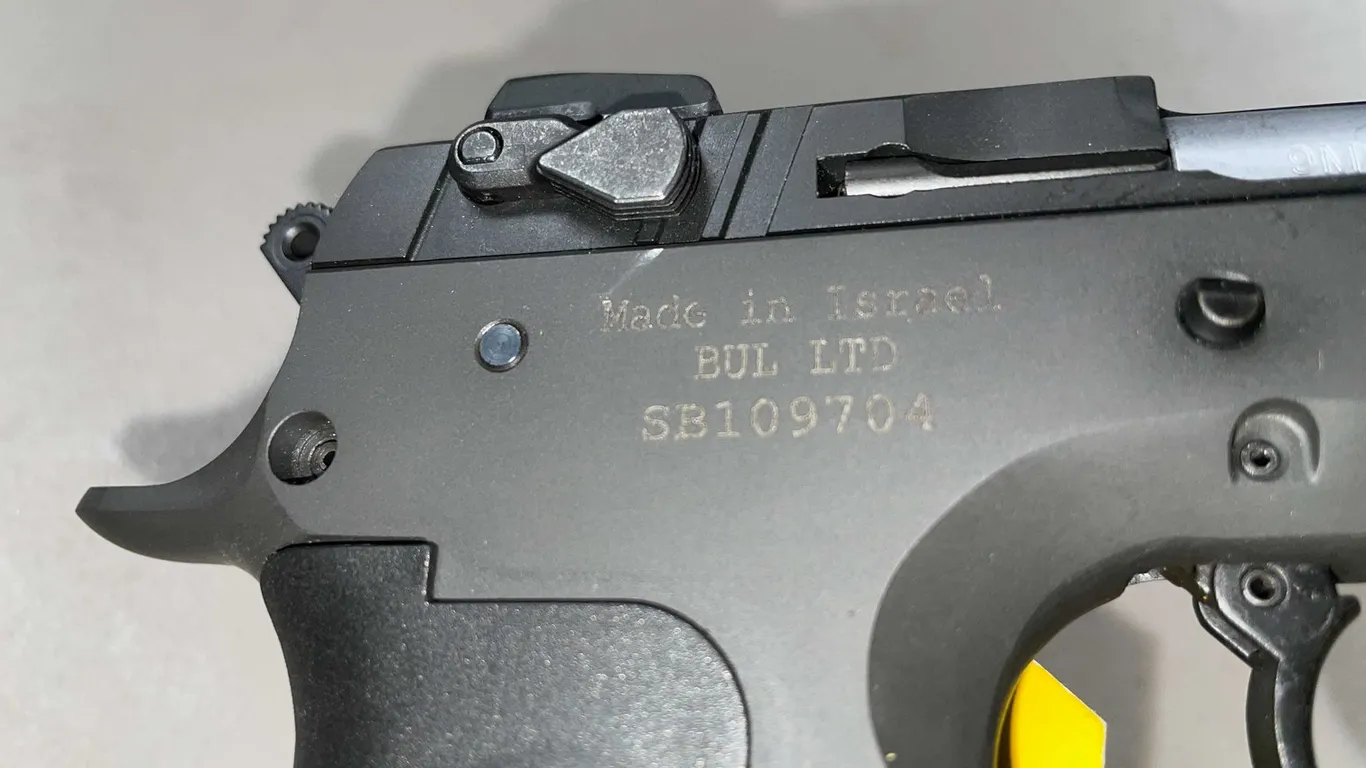 Made in Israel
BUL LTD
SB109704